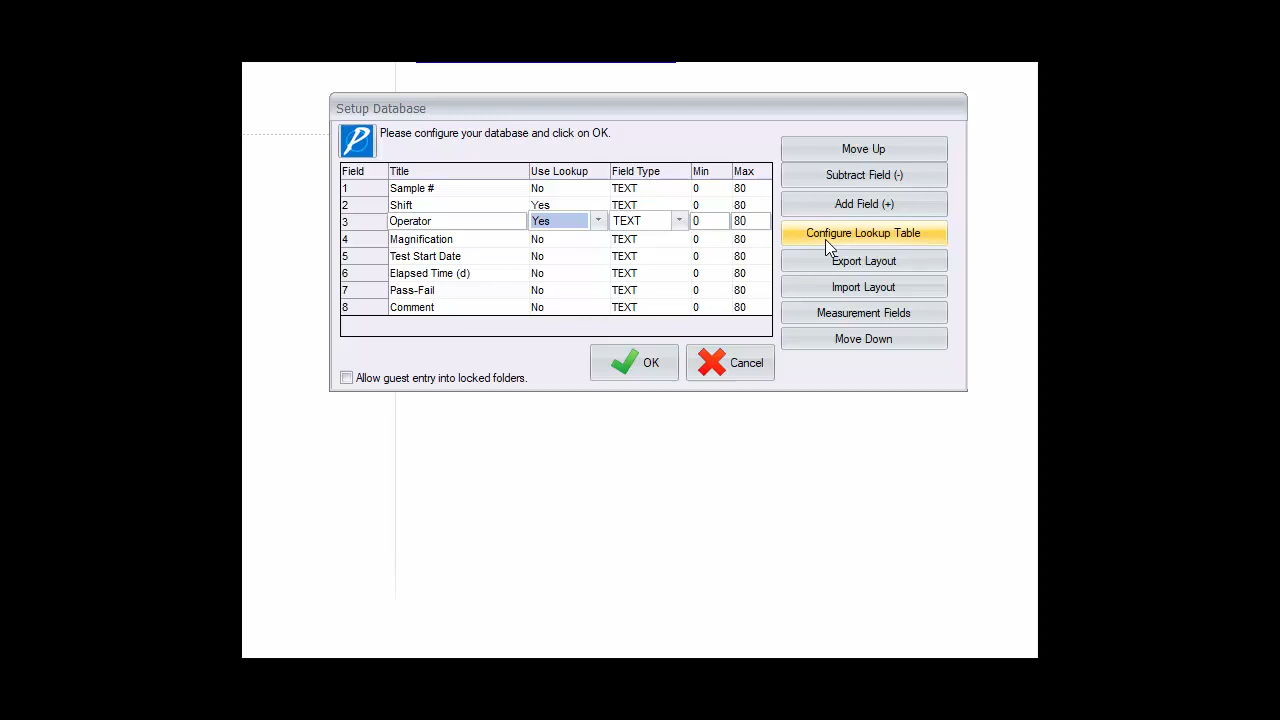 Setup Database
Please configure your database and click on OK.
Field Title Use Lookup Field Type Min Max
1 Sample # No TEXT 0 80
2 Shift Yes TEXT 0 80
3 Operator Yes TEXT 0 80
4 Magnification No TEXT 0 80
5 Test Start Date No TEXT 0 80
6 Elapsed Time (d) No TEXT 0 80
7 Pass-Fail No TEXT 0 80
8 Comment No TEXT 0 80
OK Cancel
Allow guest entry into locked folders.
Move Up
Subtract Field (-)
Add Field (+)
Configure Lookup Table
Export Layout
Import Layout
Measurement Fields
Move Down